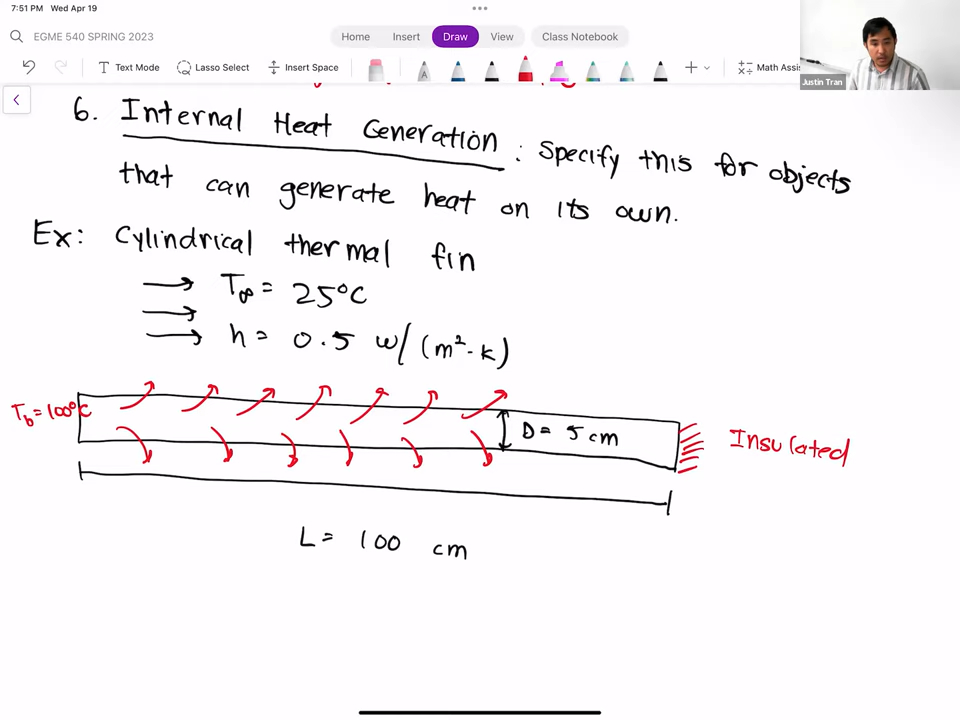 7:51 PM Wed Apr 19
EGME 540 SPRING 2023
Home Insert Draw View Class Notebook
Text Mode Lasso Select Insert Space Math Assis
Justin Tran
6. Internal Heat Generation : Specify this for objects
that can generate heat on its own.
Ex: Cylindrical thermal fin
T∞ = 25°C
h = 0.5 W/(m²-k)
Tb = 100°C
D = 5 cm
Insulated
L = 100 cm